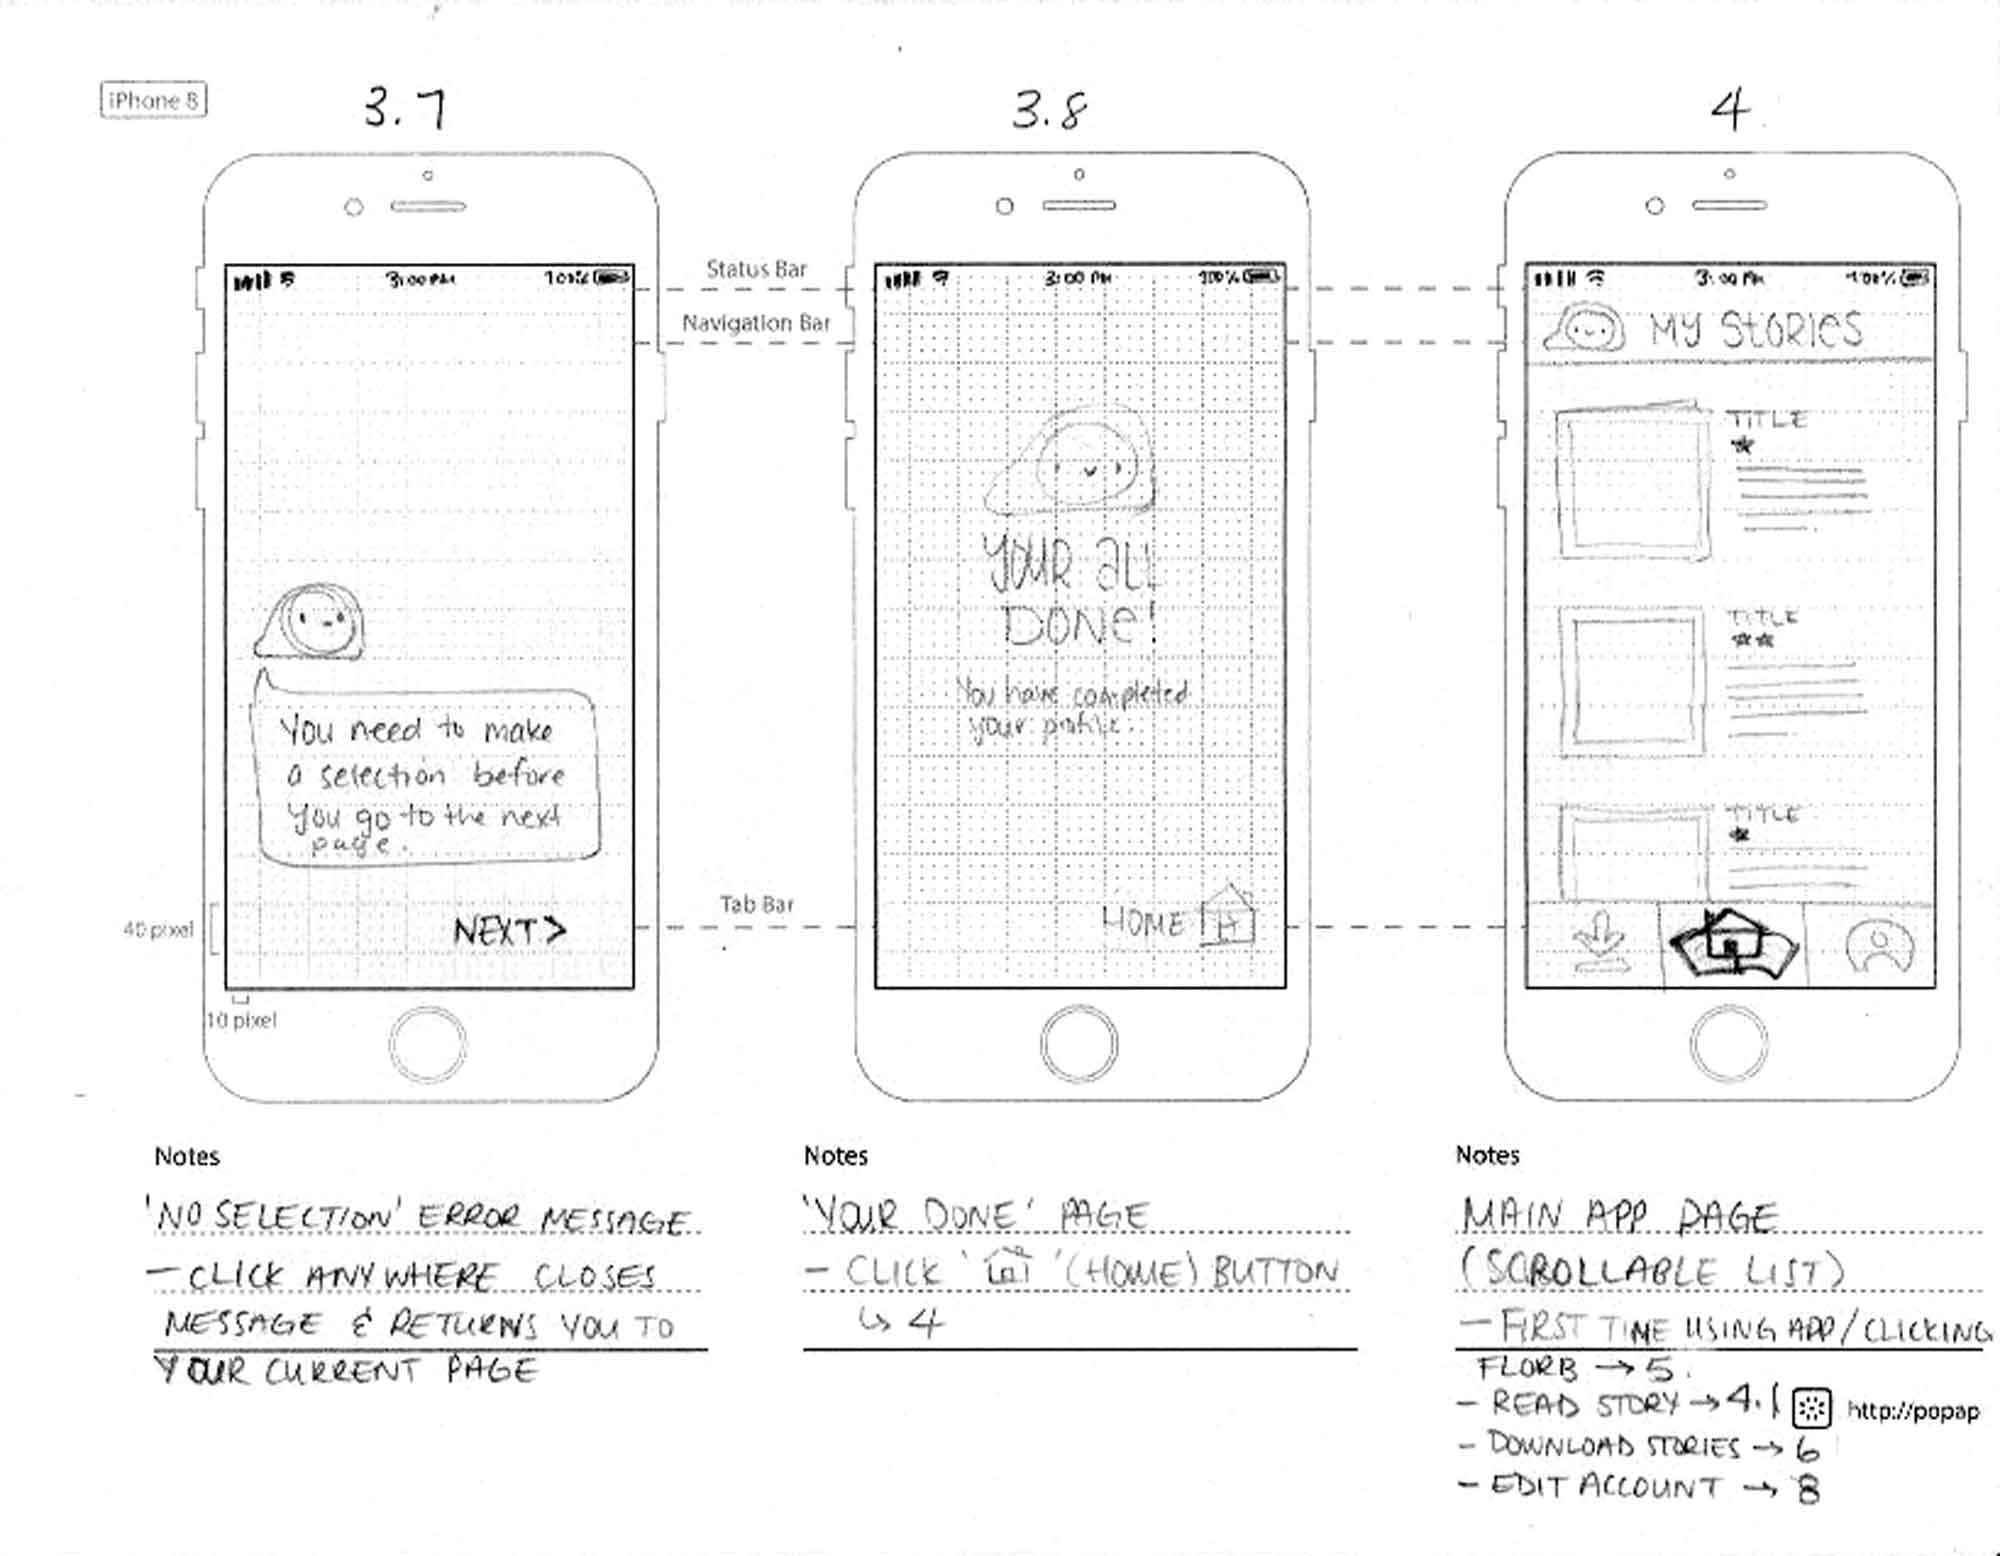 iPhone 8
3.7
3:00 PM
100%
You need to make
a selection before
you go to the next
page.
NEXT>
40 pixel
10 pixel
Notes
'NO SELECTION' ERROR MESSAGE
- CLICK ANYWHERE CLOSES
MESSAGE & RETURNS YOU TO
YOUR CURRENT PAGE
Status Bar
Navigation Bar
Tab Bar
3.8
3:00 PM
100%
YOUR ALL
DONE!
You have completed
your profile.
HOME
Notes
'YOUR DONE' PAGE
- CLICK ' ' (HOME) BUTTON
↳ 4
4
3:00 PM
100%
MY STORIES
TITLE
TITLE
TITLE
Notes
MAIN APP PAGE
(SCROLLABLE LIST)
- FIRST TIME USING APP/CLICKING
FLORB → 5.
- READ STORY → 4.1
http://popap
- DOWNLOAD STORIES → 6
- EDIT ACCOUNT → 8